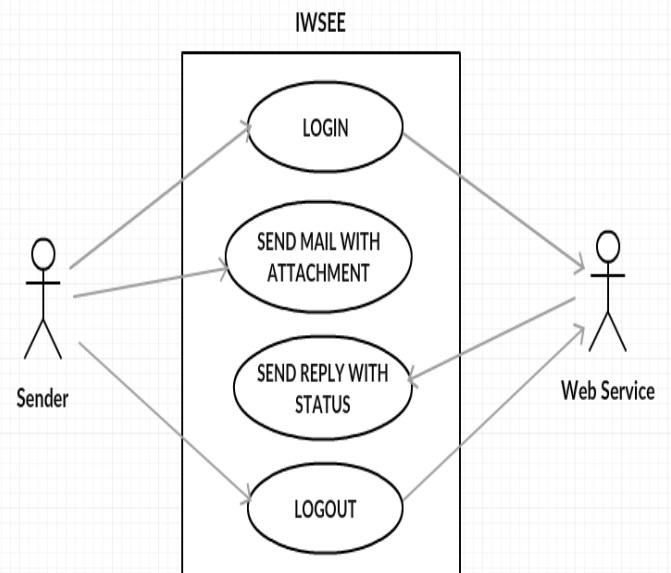 IWSEE
LOGIN
SEND MAIL WITH
ATTACHMENT
SEND REPLY WITH
STATUS
LOGOUT
Sender
Web Service